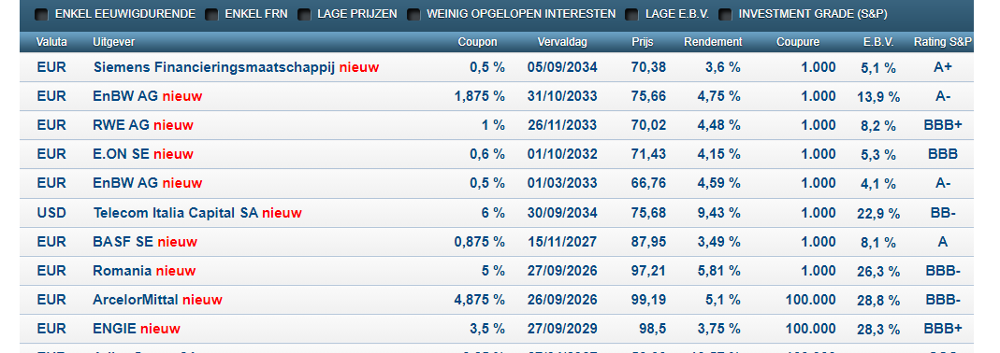 ENKEL EEUWIGDURENDE ENKEL FRN LAGE PRIJZEN WEINIG OPGELOPEN INTERESTEN LAGE E.B.V. INVESTMENT GRADE (S&P)
Valuta Uitgever Coupon Vervaldag Prijs Rendement Coupure E.B.V. Rating S&P
EUR Siemens Financieringsmaatschappij nieuw 0,5 % 05/09/2034 70,38 3,6 % 1.000 5,1 % A+
EUR EnBW AG nieuw 1,875 % 31/10/2033 75,66 4,75 % 1.000 13,9 % A-
EUR RWE AG nieuw 1 % 26/11/2033 70,02 4,48 % 1.000 8,2 % BBB+
EUR E.ON SE nieuw 0,6 % 01/10/2032 71,43 4,15 % 1.000 5,3 % BBB
EUR EnBW AG nieuw 0,5 % 01/03/2033 66,76 4,59 % 1.000 4,1 % A-
USD Telecom Italia Capital SA nieuw 6 % 30/09/2034 75,68 9,43 % 1.000 22,9 % BB-
EUR BASF SE nieuw 0,875 % 15/11/2027 87,95 3,49 % 1.000 8,1 % A
EUR Romania nieuw 5 % 27/09/2026 97,21 5,81 % 1.000 26,3 % BBB-
EUR ArcelorMittal nieuw 4,875 % 26/09/2026 99,19 5,1 % 100.000 28,8 % BBB-
EUR ENGIE nieuw 3,5 % 27/09/2029 98,5 3,75 % 100.000 28,3 % BBB+